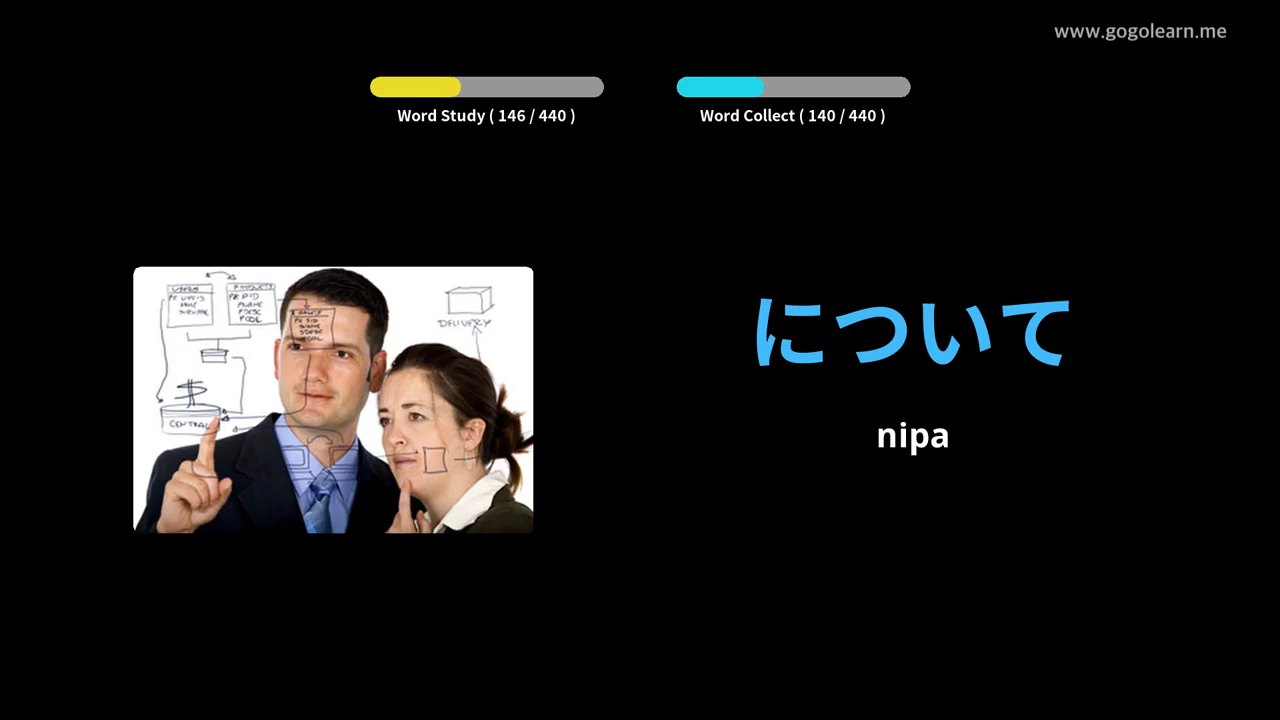 www.gogolearn.me
Word Study ( 146 / 440 )
Word Collect ( 140 / 440 )
DELIVERY
$
CENTRAL
について
nipa